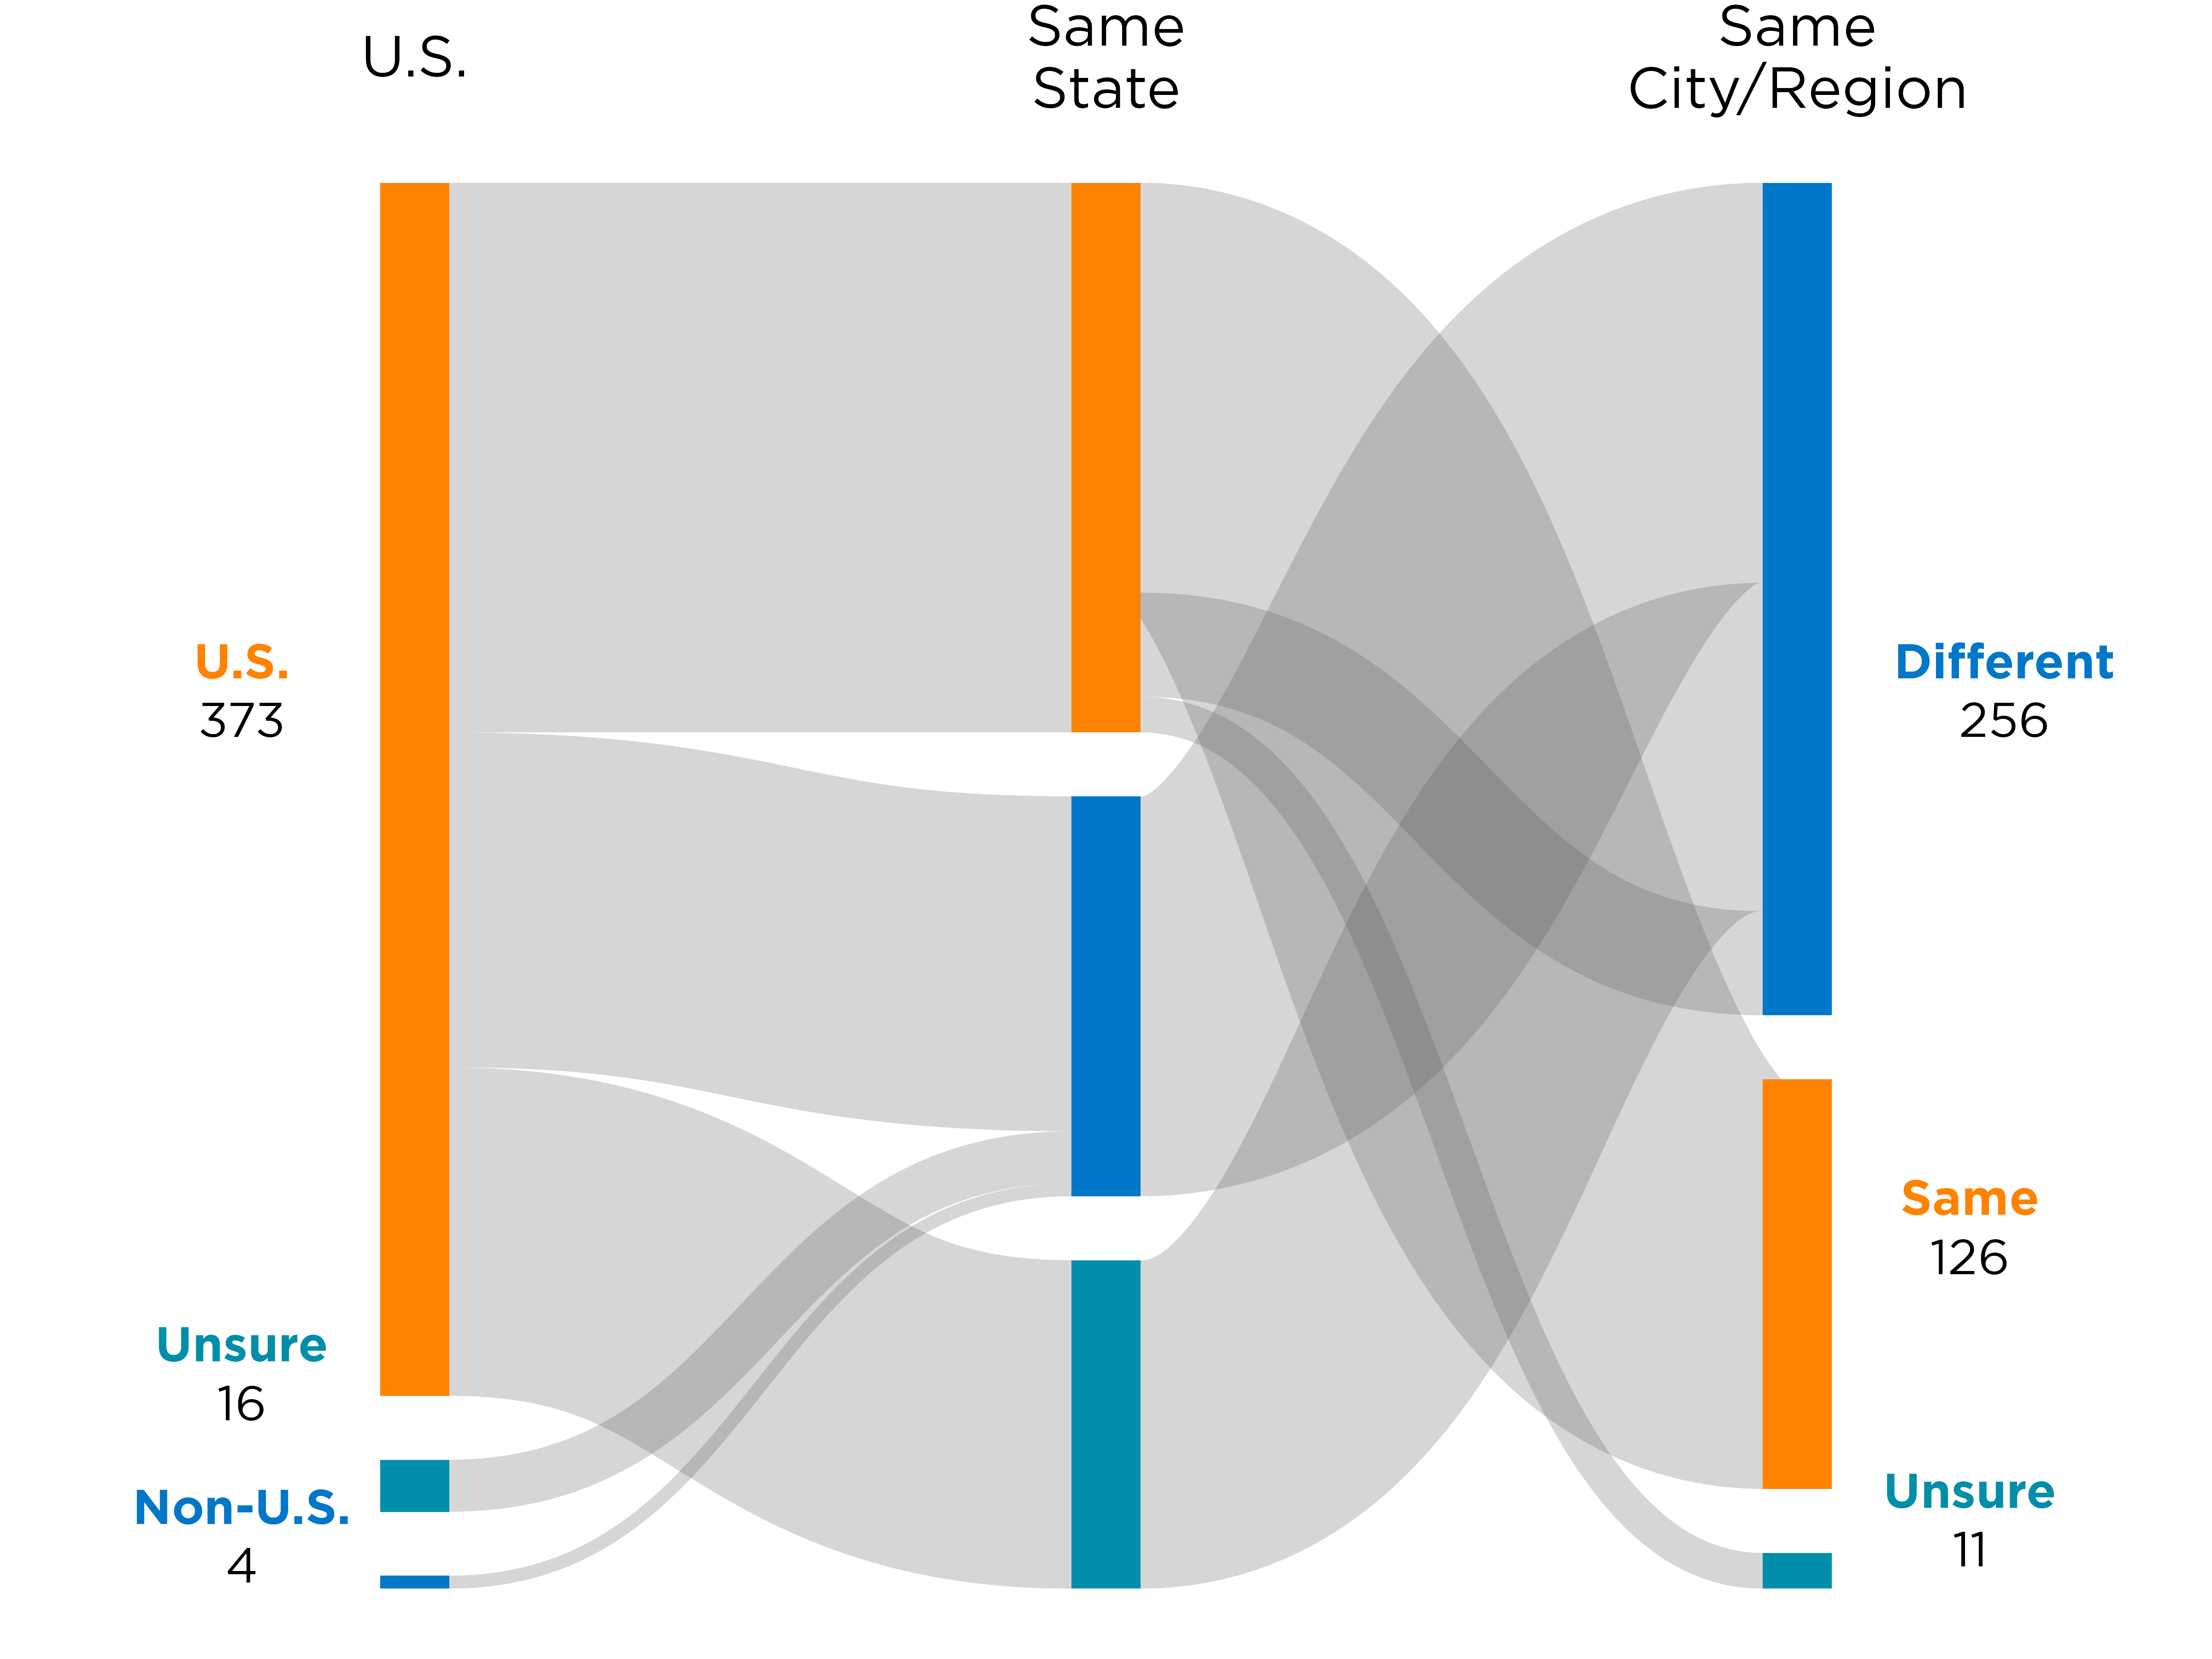 U.S.
Same
State
Same
City/Region
U.S.
373
Different
256
Same
126
Unsure
16
Unsure
11
Non-U.S.
4